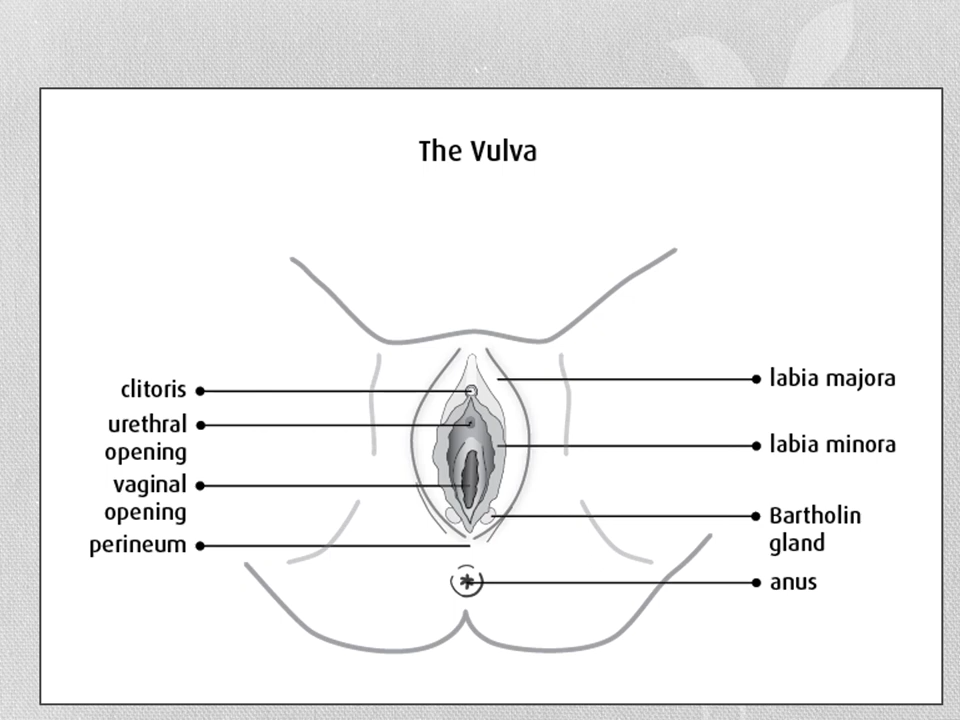 The Vulva
clitoris
urethral
opening
vaginal
opening
perineum
labia majora
labia minora
Bartholin
gland
anus